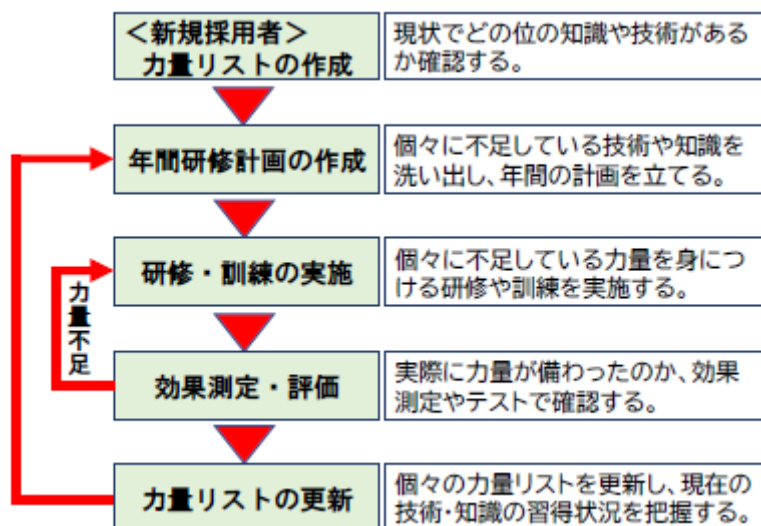 ＜新規採用者＞
力量リストの作成
現状でどの位の知識や技術がある
か確認する。
年間研修計画の作成
個々に不足している技術や知識を
洗い出し、年間の計画を立てる。
研修・訓練の実施
個々に不足している力量を身につ
ける研修や訓練を実施する。
力量不足
効果測定・評価
実際に力量が備わったのか、効果
測定やテストで確認する。
力量リストの更新
個々の力量リストを更新し、現在の
技術・知識の習得状況を把握する。